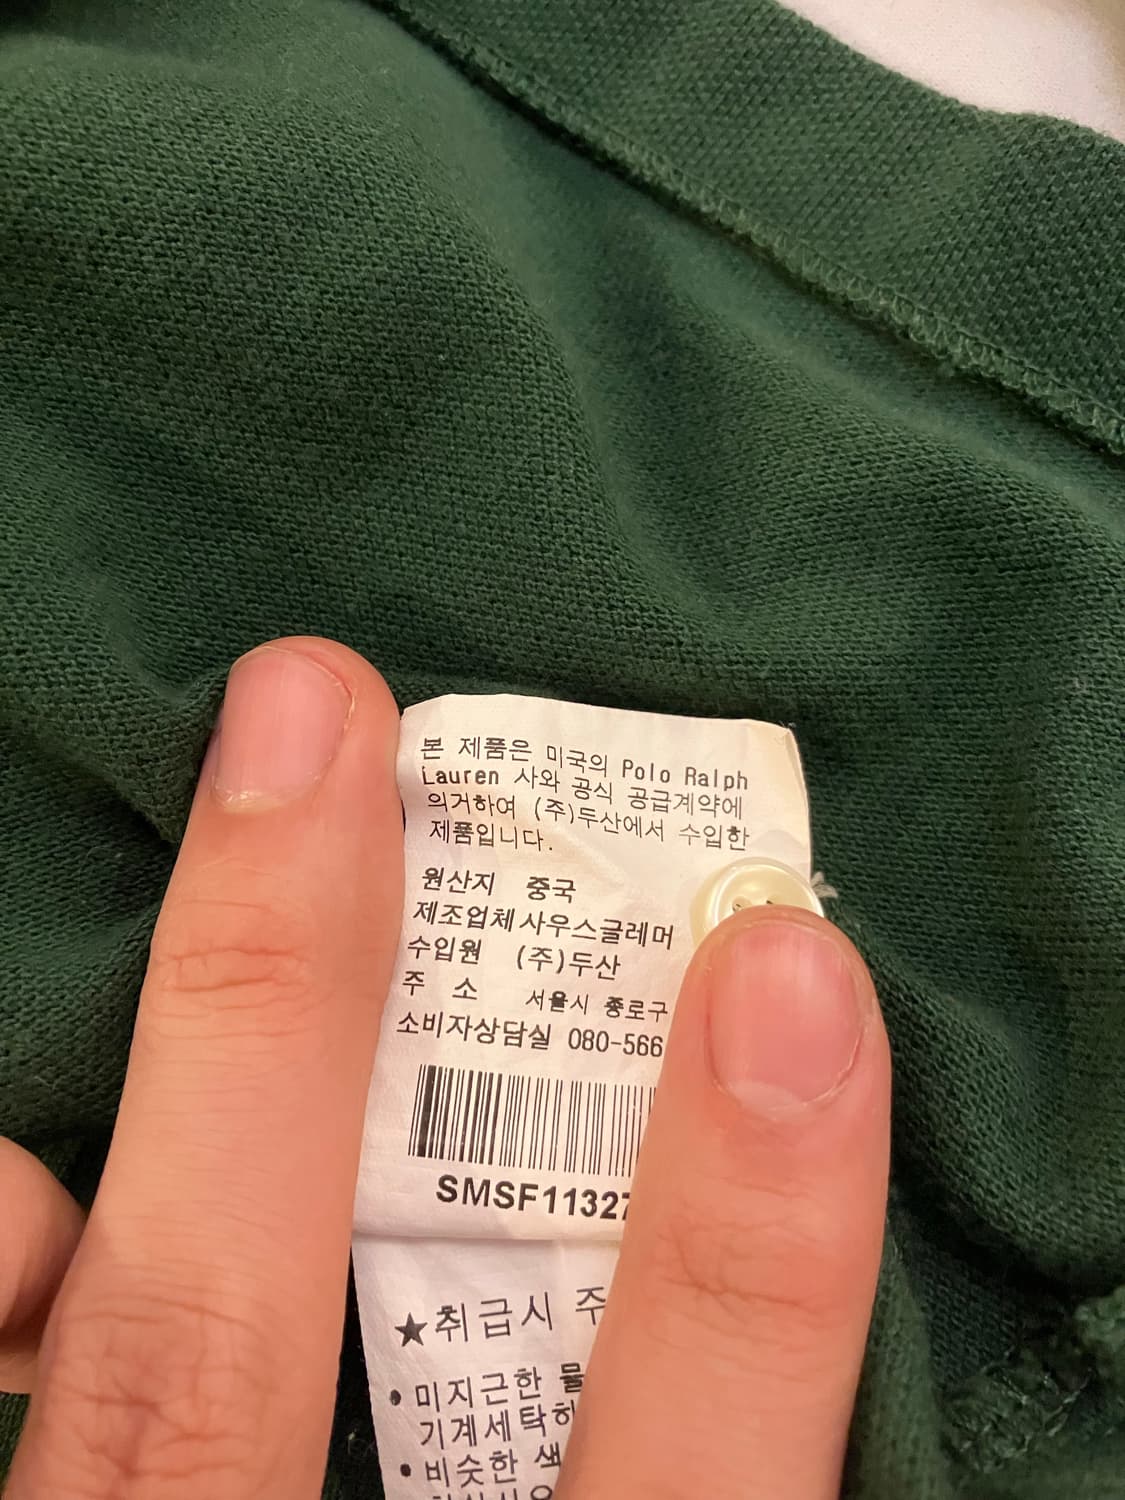 본 제품은 미국의 Polo Ralph
Lauren 사와 공식 공급계약에
의거하여 (주)두산에서 수입한
제품입니다.
원산지 중국
제조업체 사우스글레머
수입원 (주)두산
주 소 서울시 종로구
소비자상담실 080-566
SMSF11327
★취급시 주
• 미지근한 물
기계세탁하
• 비슷한 색